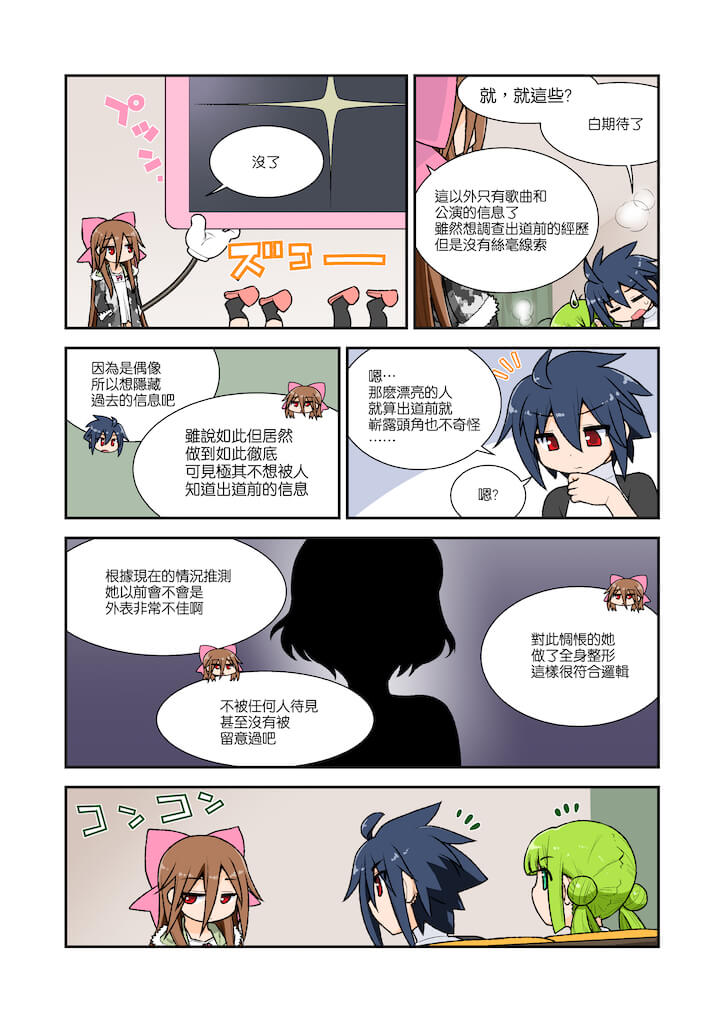 就，就這些?
白期待了
這以外只有歌曲和
公演的信息了
雖然想調查出道前的經歷
但是沒有絲毫線索
沒了
ペッン.
ズコーー
嗯…
那麽漂亮的人
就算出道前就
嶄露頭角也不奇怪
……
嗯?
因為是偶像
所以想隱藏
過去的信息吧
雖說如此但居然
做到如此徹底
可見極其不想被人
知道出道前的信息
根據現在的情況推測
她以前會不會是
外表非常不佳啊
不被任何人待見
甚至沒有被
留意過吧
對此惆悵的她
做了全身整形
這樣很符合邏輯
コンコン